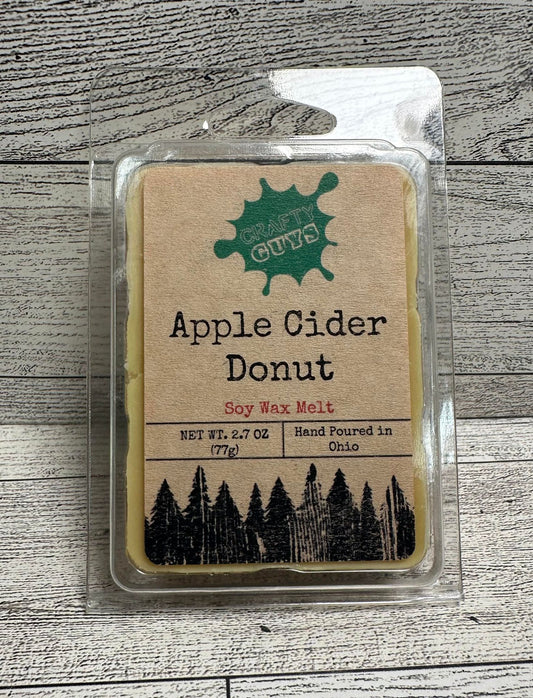 CRAFTY
GUYS
Apple Cider
Donut
Soy Wax Melt
NET WT. 2.7 OZ
(77g)
Hand Poured in
Ohio